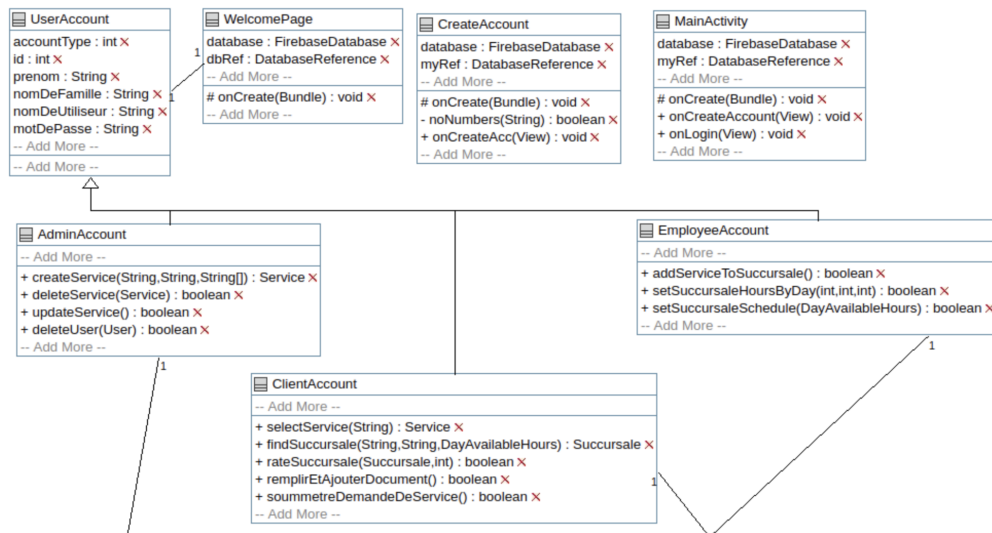 UserAccount
accountType : int
id : int
prenom : String
nomDeFamille : String
nomDeUtiliseur : String
motDePasse : String
-- Add More --
-- Add More --
1
1
WelcomePage
database : FirebaseDatabase
dbRef : DatabaseReference
-- Add More --
# onCreate(Bundle) : void
-- Add More --
CreateAccount
database : FirebaseDatabase
myRef : DatabaseReference
-- Add More --
# onCreate(Bundle) : void
- noNumbers(String) : boolean
+ onCreateAcc(View) : void
-- Add More --
MainActivity
database : FirebaseDatabase
myRef : DatabaseReference
-- Add More --
# onCreate(Bundle) : void
+ onCreateAccount(View) : void
+ onLogin(View) : void
-- Add More --
AdminAccount
-- Add More --
+ createService(String,String,String[]) : Service
+ deleteService(Service) : boolean
+ updateService() : boolean
+ deleteUser(User) : boolean
-- Add More --
1
EmployeeAccount
-- Add More --
+ addServiceToSuccursale() : boolean
+ setSuccursaleHoursByDay(int,int,int) : boolean
+ setSuccursaleSchedule(DayAvailableHours) : boolean
-- Add More --
1
ClientAccount
-- Add More --
+ selectService(String) : Service
+ findSuccursale(String,String,DayAvailableHours) : Succursale
+ rateSuccursale(Succursale,int) : boolean
+ remplirEtAjouterDocument() : boolean
+ soummetreDemandeDeService() : boolean
-- Add More --
1